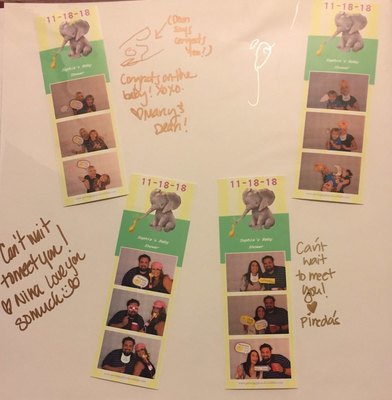 11-18-18
Sophia's Baby
Shower
(Dean
says
congrats
too!:)
Congrats on the
baby! xoxo.
♡Marcy &
Dean!
11-18-18
Sophia's Baby
Shower
Can't wait
to meet you!
♡ Nina love you
so much :) ♡
11-18-18
Sophia's Baby
Shower
11-18-18
Sophia's Baby
Shower
Can't
wait
to meet
you!
♡
Pineda's